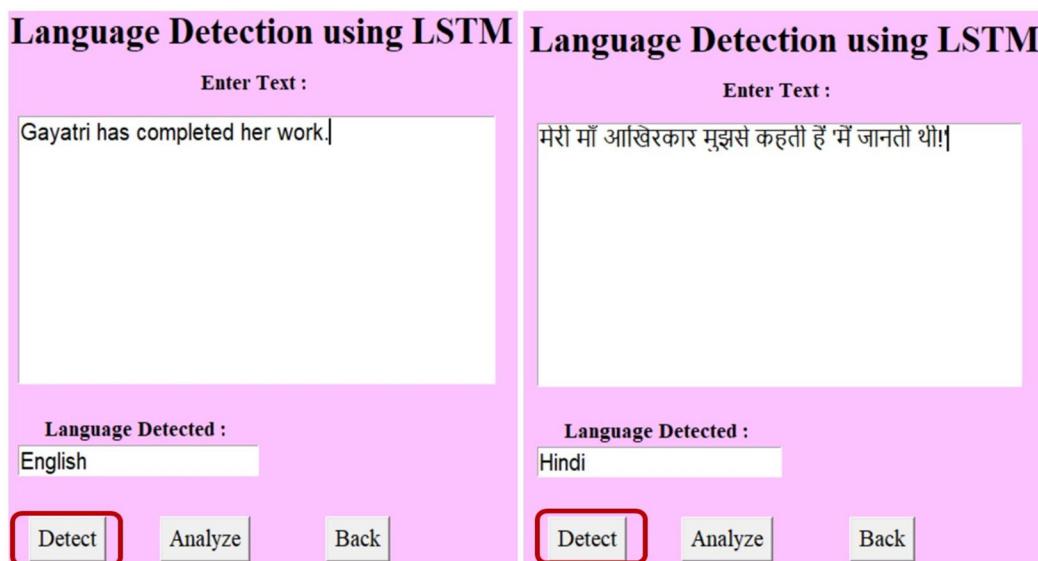 Language Detection using LSTM
Enter Text :
Gayatri has completed her work.
Language Detected :
English
Detect Analyze Back
Language Detection using LSTM
Enter Text :
मेरी माँ आखिरकार मुझसे कहती हैं 'मैं जानती थी!'
Language Detected :
Hindi
Detect Analyze Back